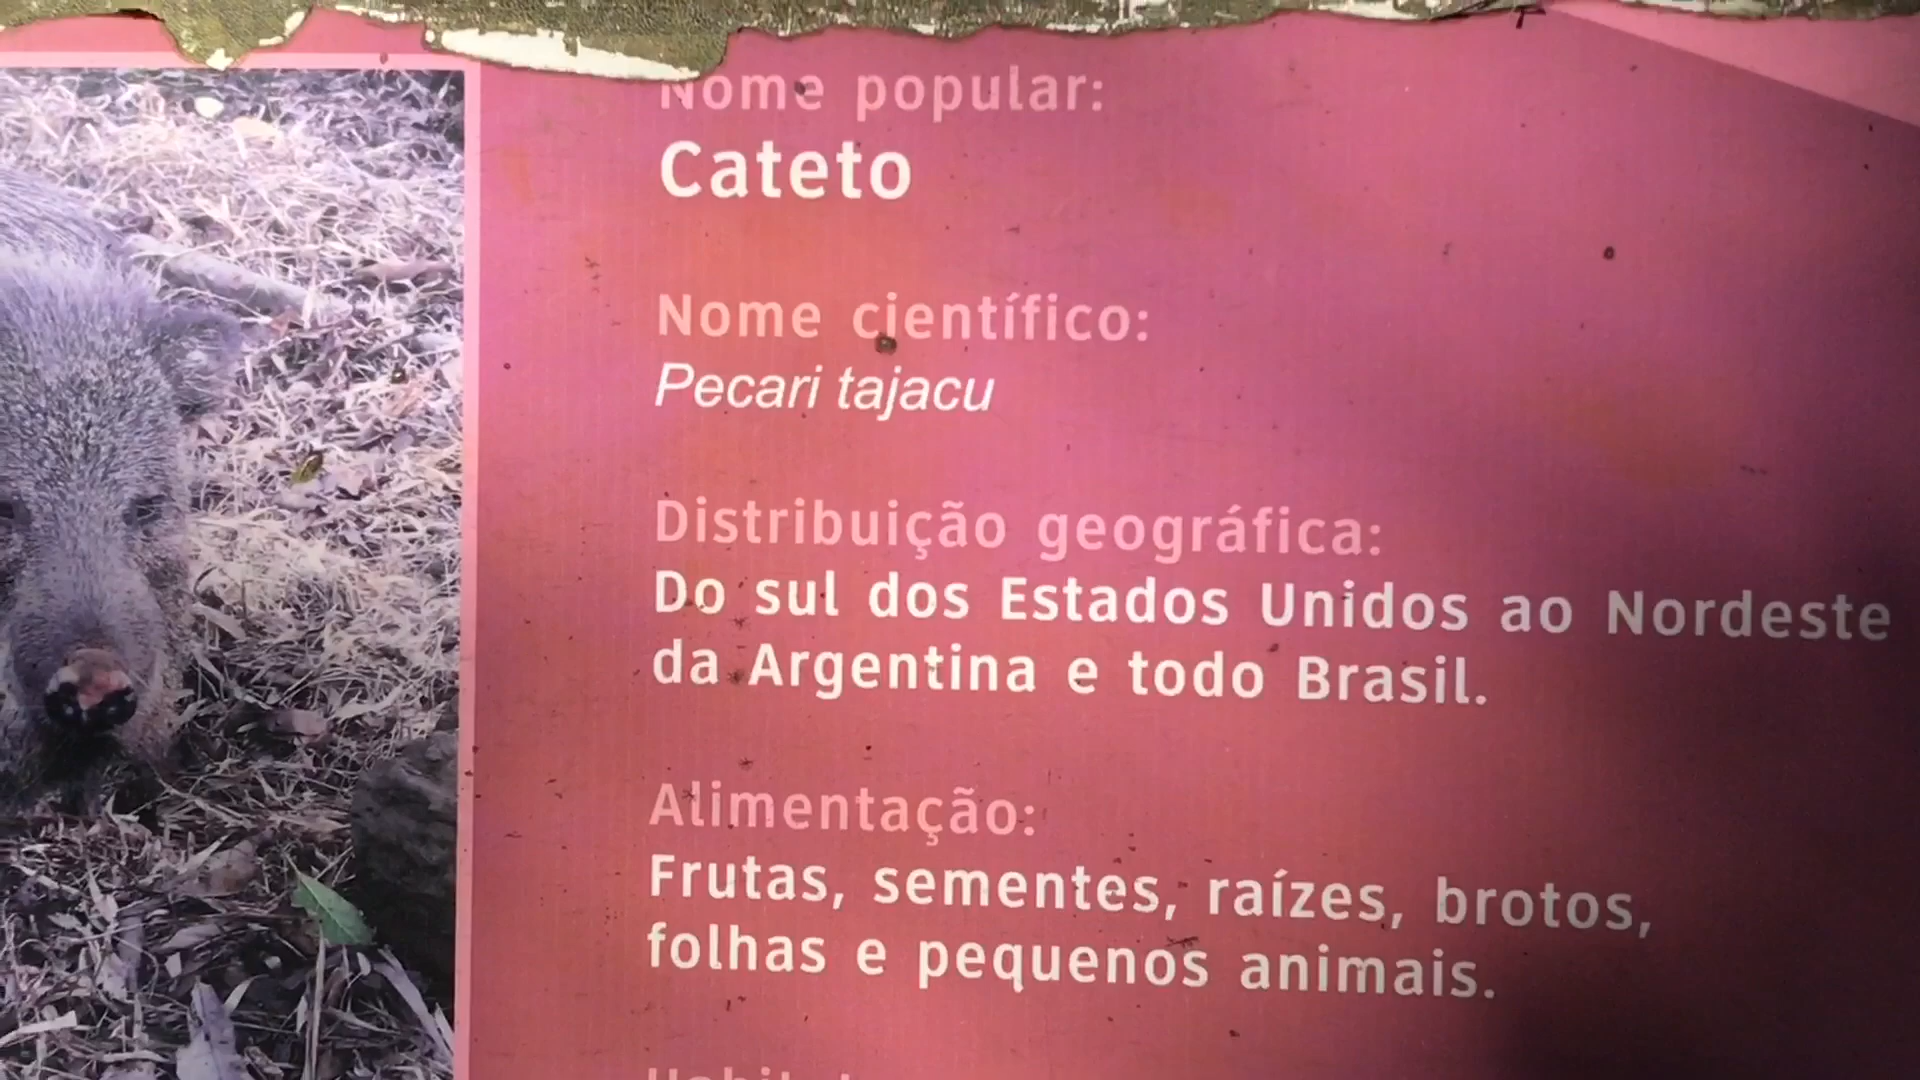 Nome popular:
Cateto
Nome científico:
Pecari tajacu
Distribuição geográfica:
Do sul dos Estados Unidos ao Nordeste
da Argentina e todo Brasil.
Alimentação:
Frutas, sementes, raízes, brotos,
folhas e pequenos animais.